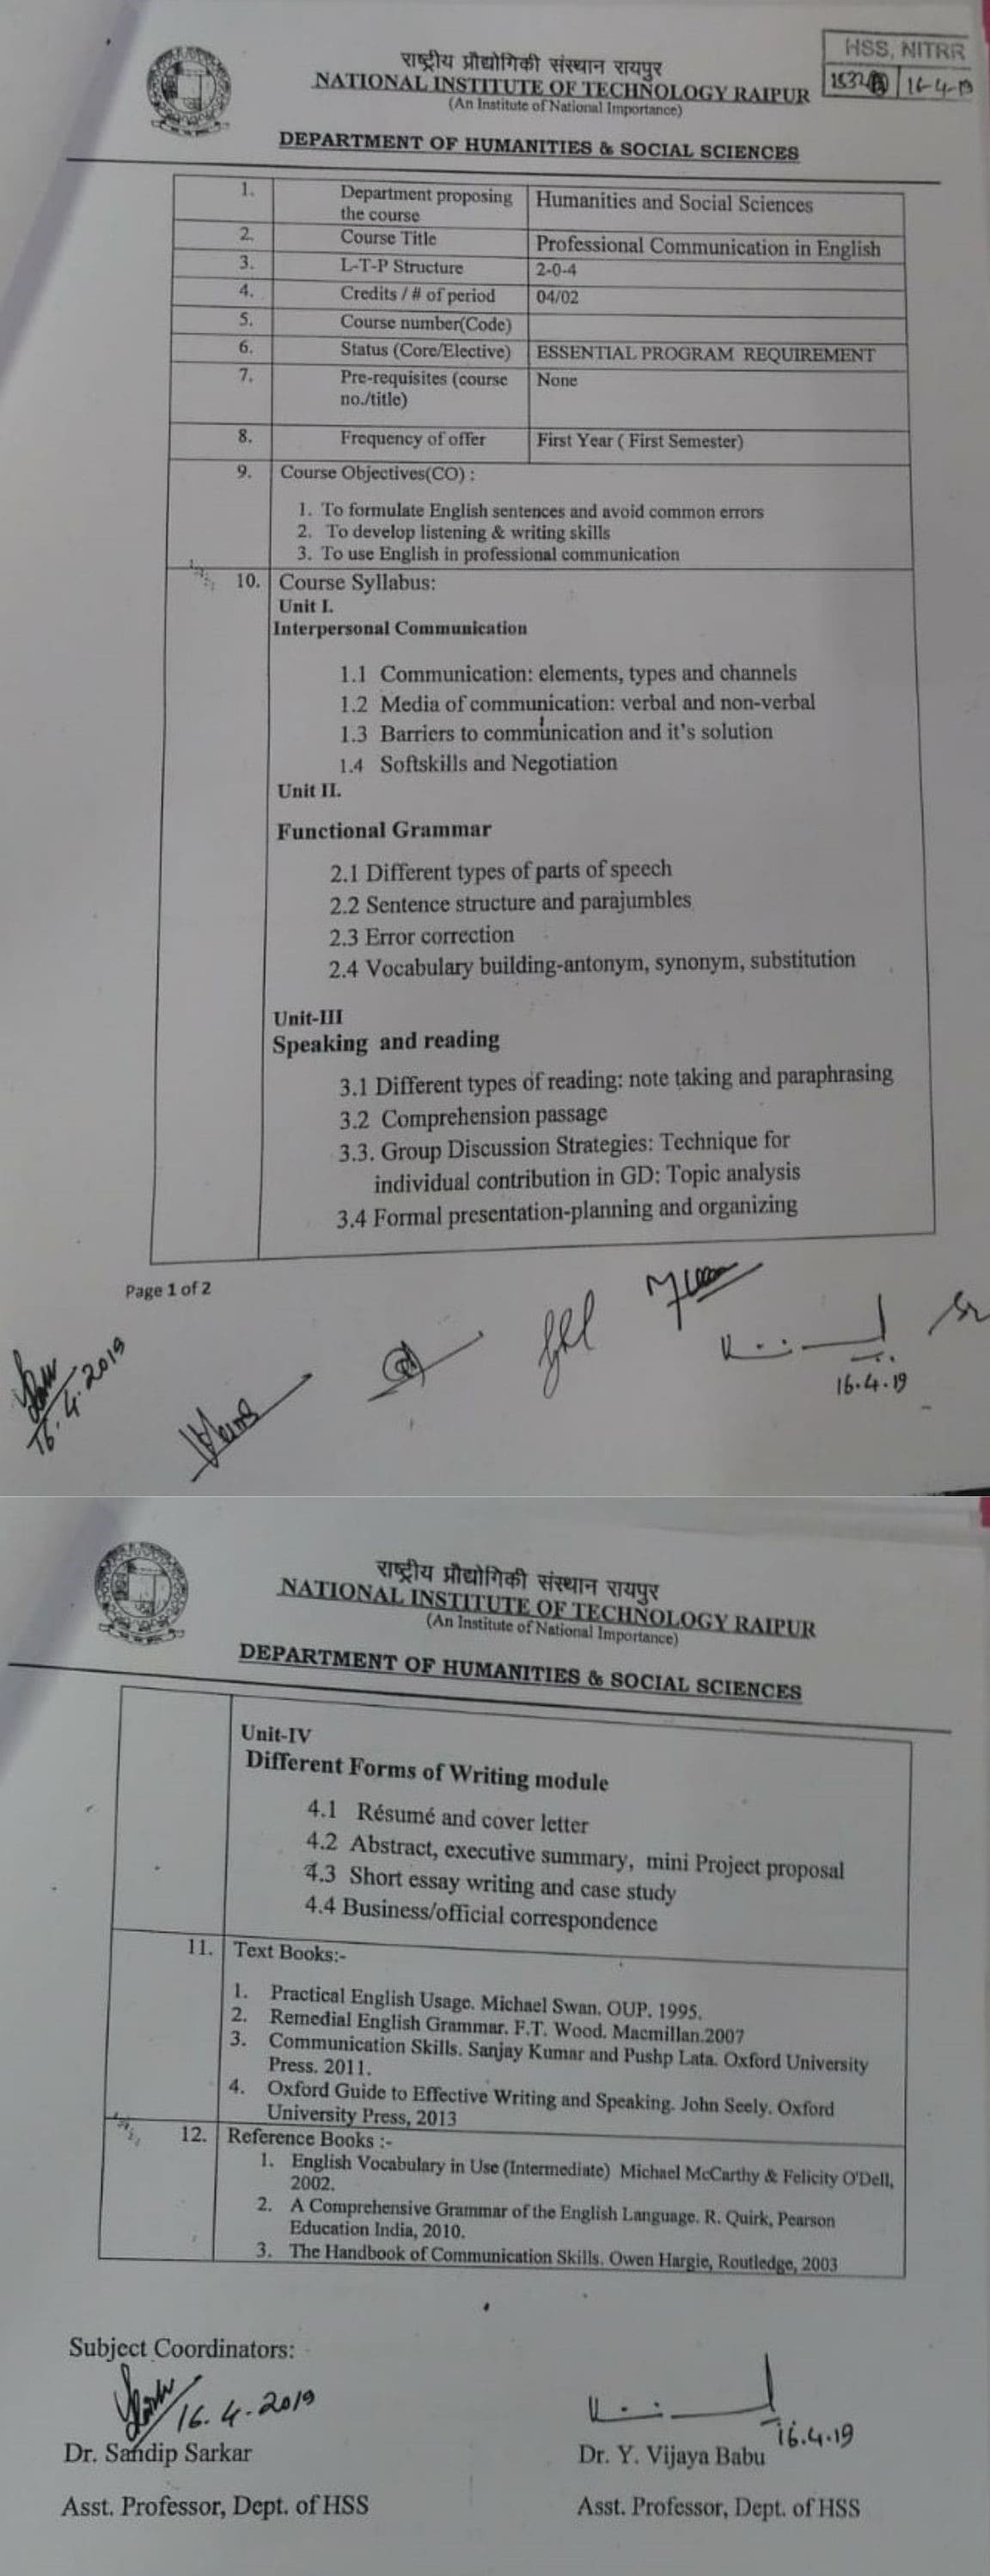 HSS, NITRR
16-4-19
राष्ट्रीय प्रौद्योगिकी संस्थान रायपुर
NATIONAL INSTITUTE OF TECHNOLOGY RAIPUR
(An Institute of National Importance)
DEPARTMENT OF HUMANITIES & SOCIAL SCIENCES
1. Department proposing the course Humanities and Social Sciences
2. Course Title Professional Communication in English
3. L-T-P Structure 2-0-4
4. Credits / # of period 04/02
5. Course number(Code)
6. Status (Core/Elective) ESSENTIAL PROGRAM REQUIREMENT
7. Pre-requisites (course no./title) None
8. Frequency of offer First Year ( First Semester)
9. Course Objectives(CO) :
1. To formulate English sentences and avoid common errors
2. To develop listening & writing skills
3. To use English in professional communication
10. Course Syllabus:
Unit I.
Interpersonal Communication
1.1 Communication: elements, types and channels
1.2 Media of communication: verbal and non-verbal
1.3 Barriers to communication and it's solution
1.4 Softskills and Negotiation
Unit II.
Functional Grammar
2.1 Different types of parts of speech
2.2 Sentence structure and parajumbles
2.3 Error correction
2.4 Vocabulary building-antonym, synonym, substitution
Unit-III
Speaking and reading
3.1 Different types of reading: note taking and paraphrasing
3.2 Comprehension passage
3.3. Group Discussion Strategies: Technique for
individual contribution in GD: Topic analysis
3.4 Formal presentation-planning and organizing
Page 1 of 2
16.4.2019
16.4.19
राष्ट्रीय प्रौद्योगिकी संस्थान रायपुर
NATIONAL INSTITUTE OF TECHNOLOGY RAIPUR
(An Institute of National Importance)
DEPARTMENT OF HUMANITIES & SOCIAL SCIENCES
Unit-IV
Different Forms of Writing module
4.1 Résumé and cover letter
4.2 Abstract, executive summary, mini Project proposal
4.3 Short essay writing and case study
4.4 Business/official correspondence
11. Text Books:-
1. Practical English Usage. Michael Swan. OUP. 1995.
2. Remedial English Grammar. F.T. Wood. Macmillan.2007
3. Communication Skills. Sanjay Kumar and Pushp Lata. Oxford University
Press. 2011.
4. Oxford Guide to Effective Writing and Speaking. John Seely. Oxford
University Press, 2013
12. Reference Books :-
1. English Vocabulary in Use (Intermediate) Michael McCarthy & Felicity O'Dell,
2002.
2. A Comprehensive Grammar of the English Language. R. Quirk, Pearson
Education India, 2010.
3. The Handbook of Communication Skills. Owen Hargie, Routledge, 2003
Subject Coordinators:
16.4.2019
16.4.19
Dr. Sandip Sarkar
Dr. Y. Vijaya Babu
Asst. Professor, Dept. of HSS
Asst. Professor, Dept. of HSS